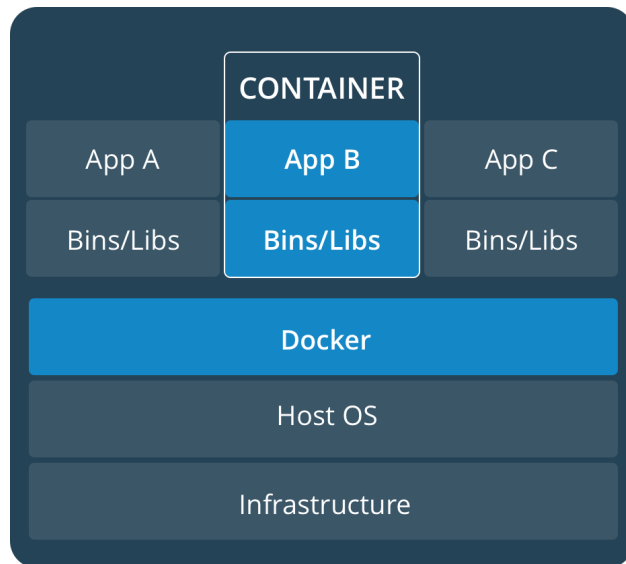 CONTAINER
App A
App B
App C
Bins/Libs
Bins/Libs
Bins/Libs
Docker
Host OS
Infrastructure